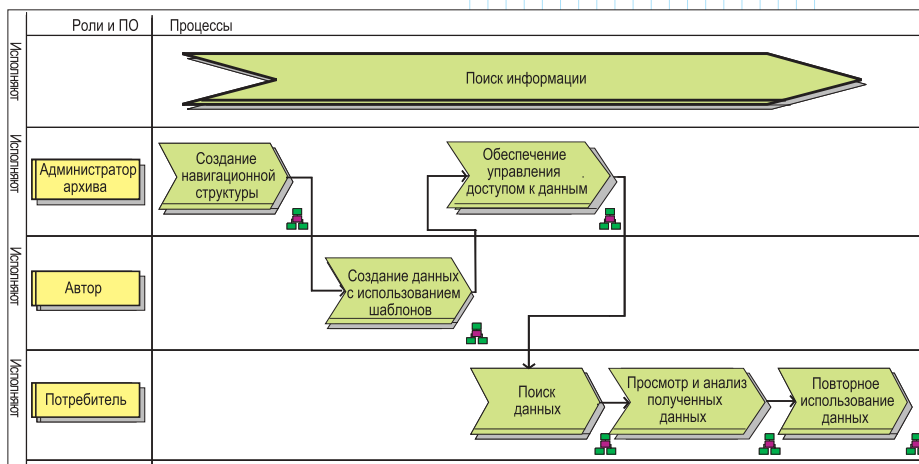 Роли и ПО
Процессы
Исполняют
Поиск информации
Исполняют
Администратор
архива
Создание
навигационной
структуры
Обеспечение
управления
доступом к данным
Исполняют
Автор
Создание данных
с использованием
шаблонов
Исполняют
Потребитель
Поиск
данных
Просмотр и анализ
полученных
данных
Повторное
использование
данных